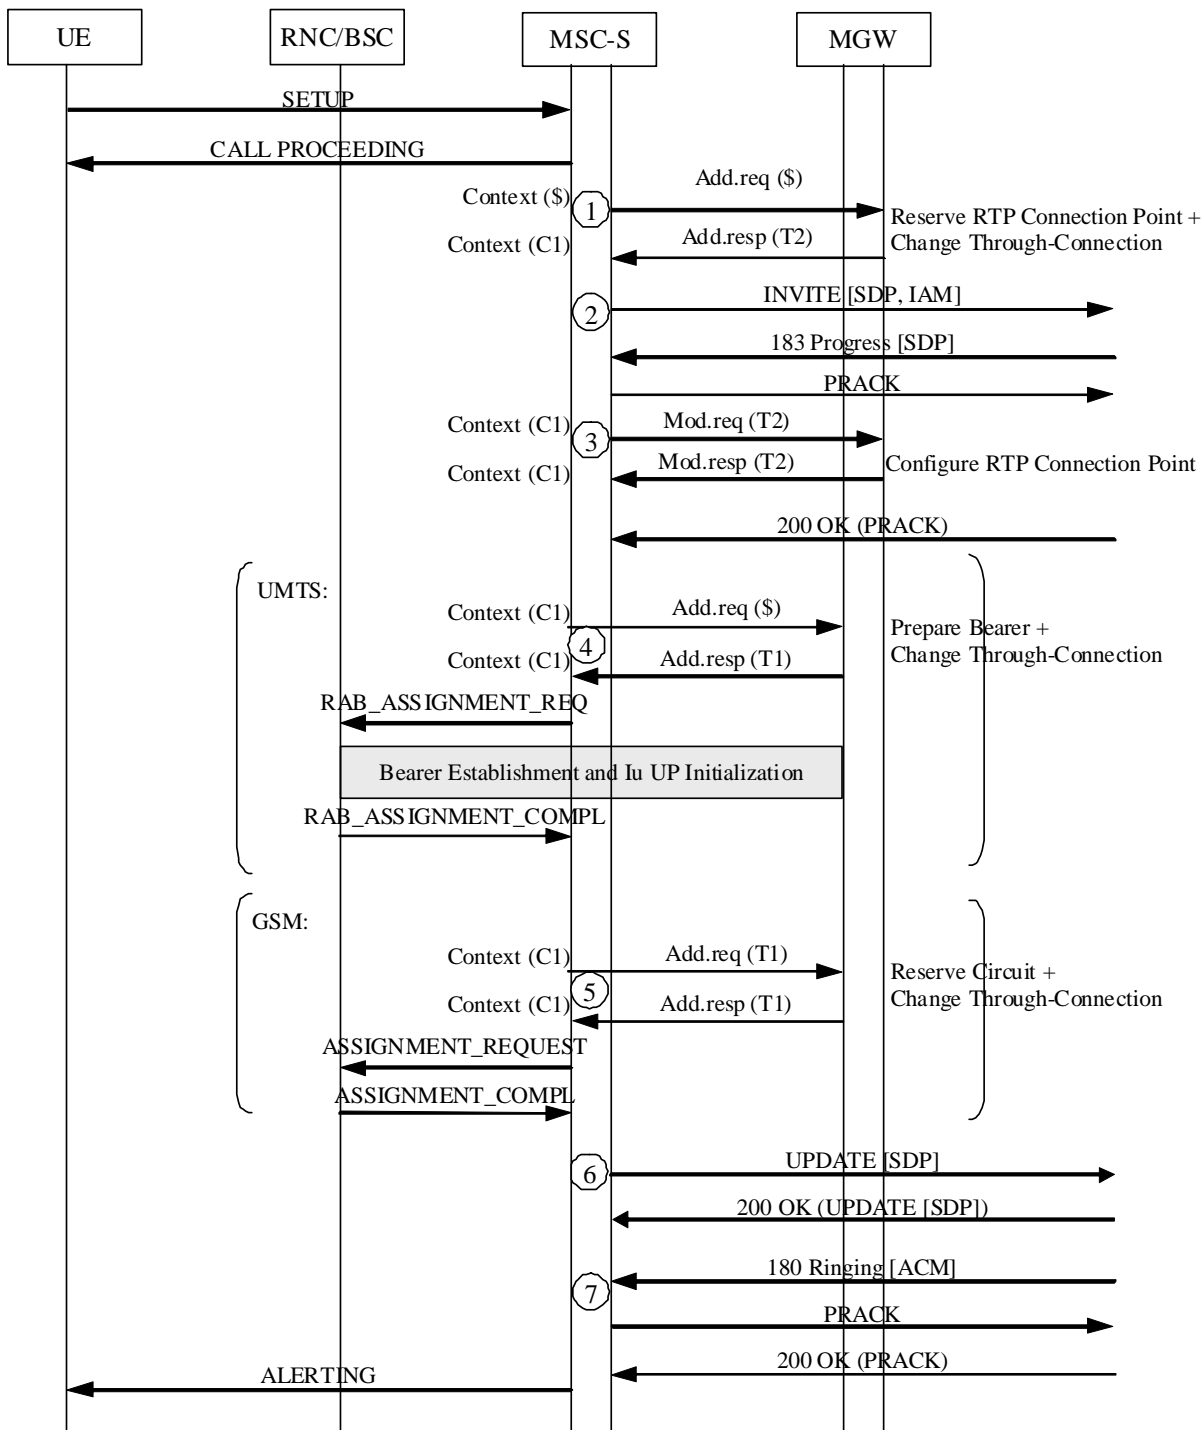 UE
RNC/BSC
MSC-S
MGW
SETUP
CALL PROCEEDING
Context ($)
1
Add.req ($)
Reserve RTP Connection Point +
Change Through-Connection
Context (C1)
Add.resp (T2)
INVITE [SDP, IAM]
2
183 Progress [SDP]
PRACK
Context (C1)
3
Mod.req (T2)
Context (C1)
Mod.resp (T2)
Configure RTP Connection Point
200 OK (PRACK)
UMTS:
Context (C1)
Add.req ($)
4
Prepare Bearer +
Change Through-Connection
Context (C1)
Add.resp (T1)
RAB_ASSIGNMENT_REQ
Bearer Establishment and Iu UP Initialization
RAB_ASSIGNMENT_COMPL
GSM:
Context (C1)
Add.req (T1)
5
Reserve Circuit +
Change Through-Connection
Context (C1)
Add.resp (T1)
ASSIGNMENT_REQUEST
ASSIGNMENT_COMPL
6
UPDATE [SDP]
200 OK (UPDATE [SDP])
180 Ringing [ACM]
7
PRACK
200 OK (PRACK)
ALERTING